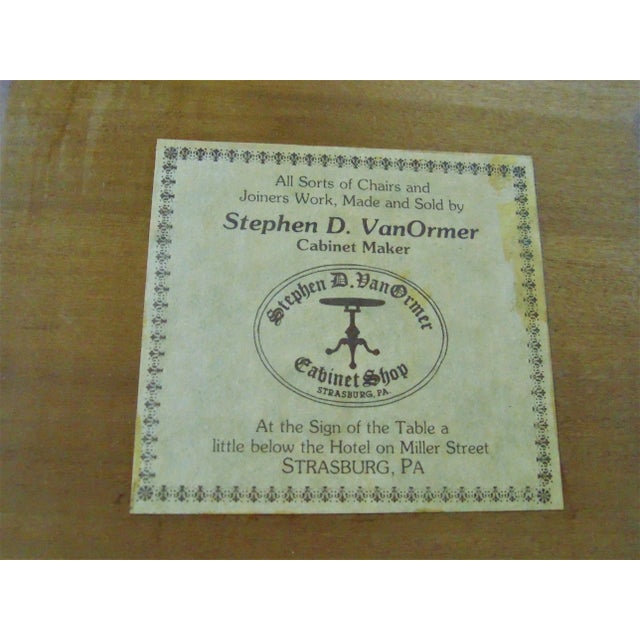 All Sorts of Chairs and
Joiners Work, Made and Sold by
Stephen D. VanOrmer
Cabinet Maker
Stephen D. VanOrmer
Cabinet Shop
STRASBURG, PA.
At the Sign of the Table a
little below the Hotel on Miller Street
STRASBURG, PA